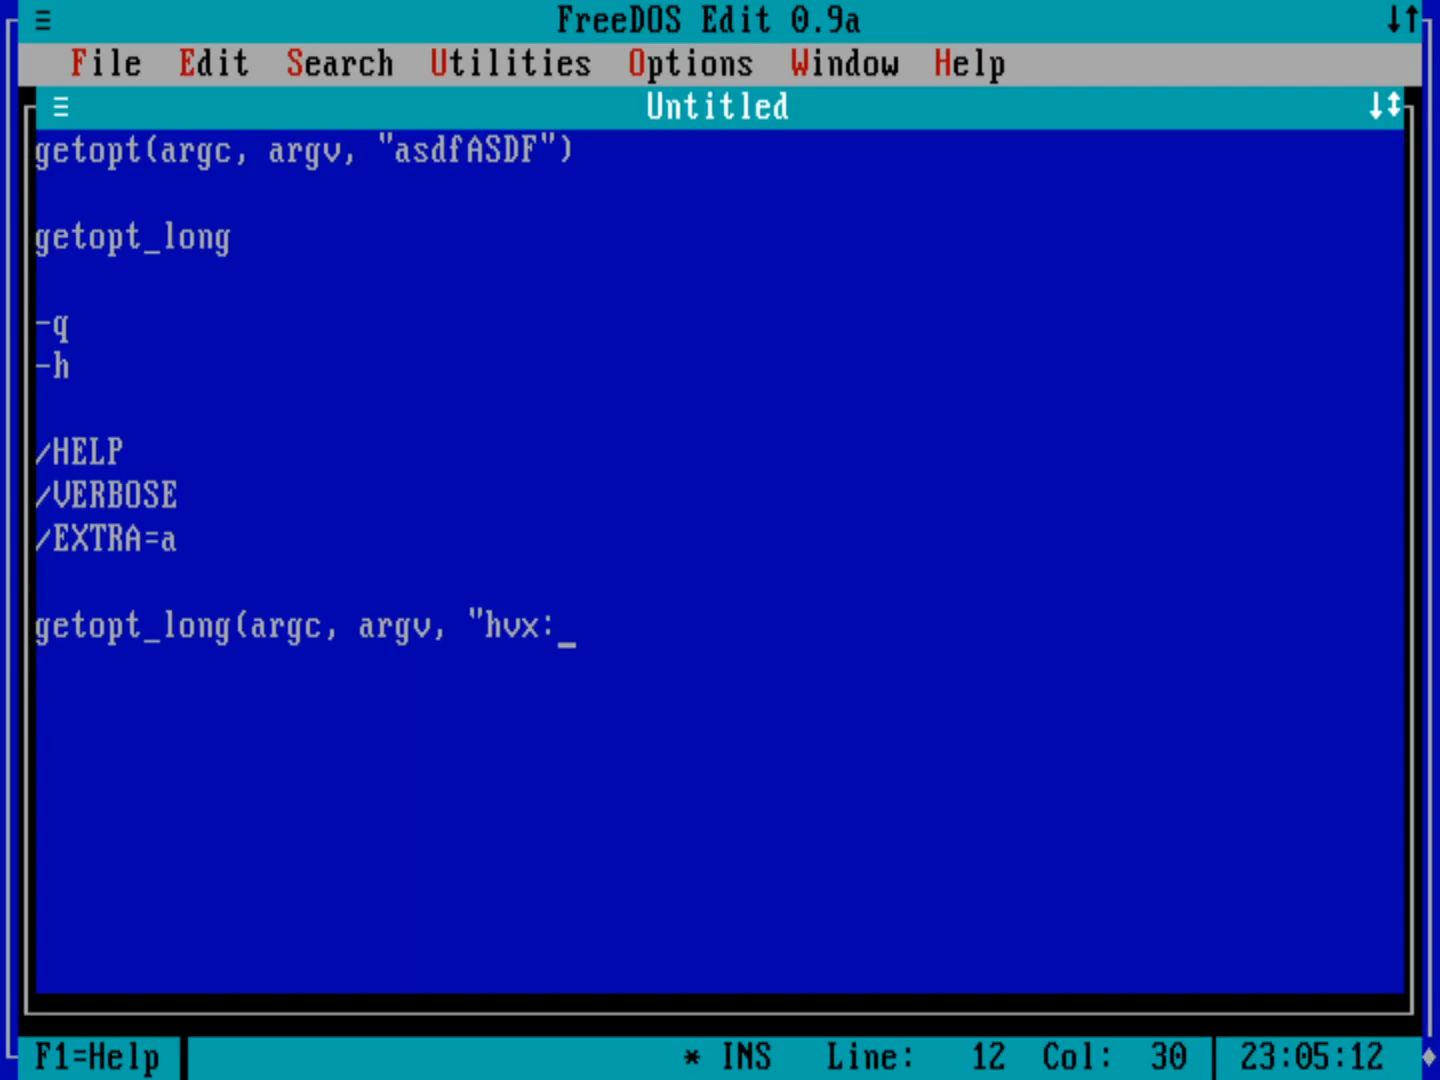 ≡ FreeDOS Edit 0.9a ↓↑
File Edit Search Utilities Options Window Help
≡ Untitled ↓↕
getopt(argc, argv, "asdfASDF")
getopt_long
-q
-h
/HELP
/VERBOSE
/EXTRA=a
getopt_long(argc, argv, "hvx:_
F1=Help * INS Line: 12 Col: 30 23:05:12